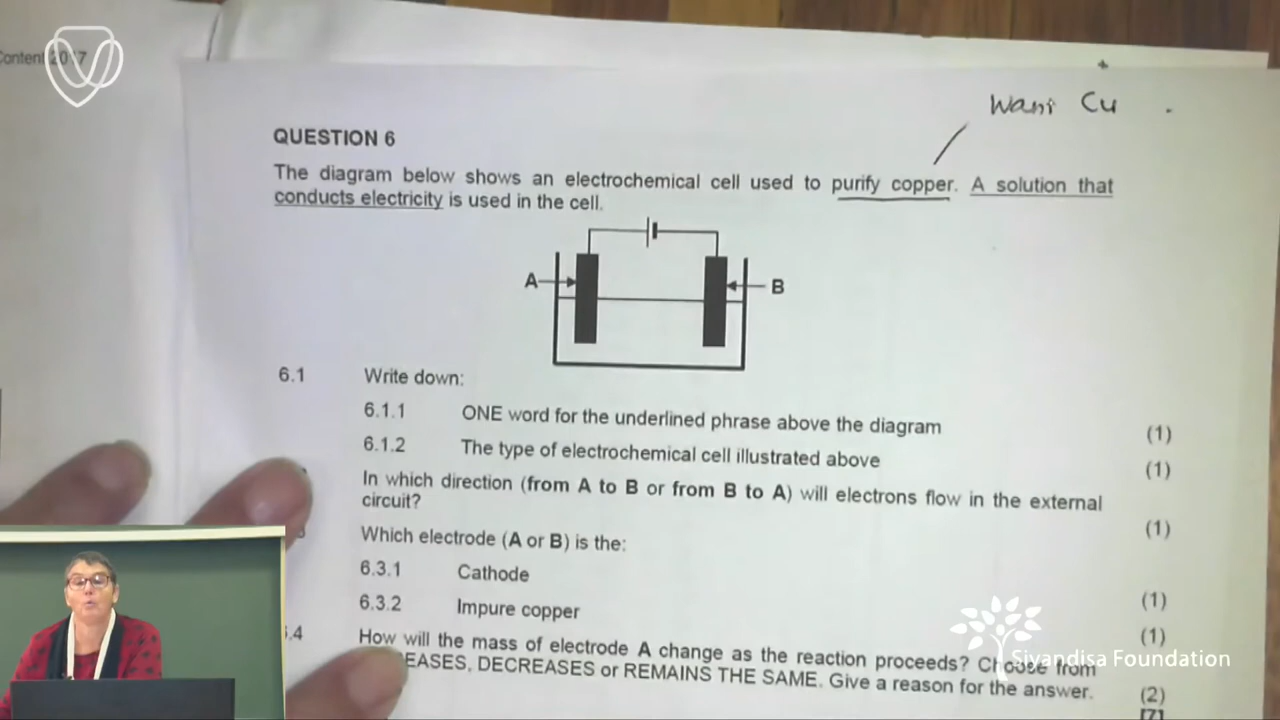 Content 2017
Want Cu
QUESTION 6
The diagram below shows an electrochemical cell used to purify copper. A solution that
conducts electricity is used in the cell.
A
B
6.1 Write down:
6.1.1 ONE word for the underlined phrase above the diagram (1)
6.1.2 The type of electrochemical cell illustrated above (1)
In which direction (from A to B or from B to A) will electrons flow in the external
circuit? (1)
Which electrode (A or B) is the:
6.3.1 Cathode (1)
6.3.2 Impure copper (1)
.4 How will the mass of electrode A change as the reaction proceeds? Choose from
EASES, DECREASES or REMAINS THE SAME. Give a reason for the answer. (2)
[7]
Siyandisa Foundation